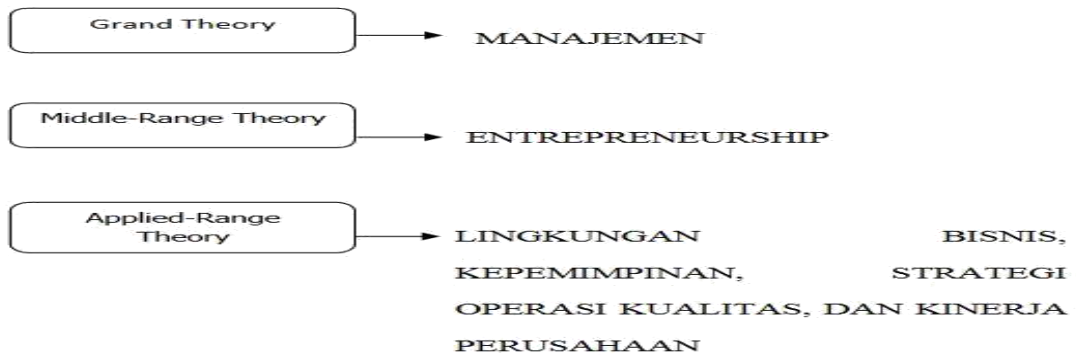 Grand Theory
MANAJEMEN
Middle-Range Theory
ENTREPRENEURSHIP
Applied-Range
Theory
LINGKUNGAN BISNIS,
KEPEMIMPINAN, STRATEGI
OPERASI KUALITAS, DAN KINERJA
PERUSAHAAN